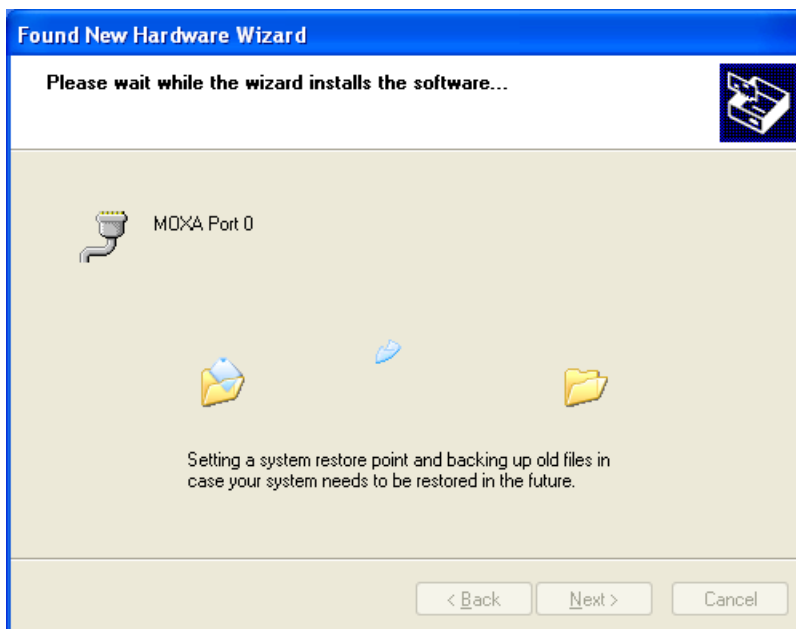 Found New Hardware Wizard
Please wait while the wizard installs the software...
MOXA Port 0
Setting a system restore point and backing up old files in
case your system needs to be restored in the future.
< Back
Next >
Cancel